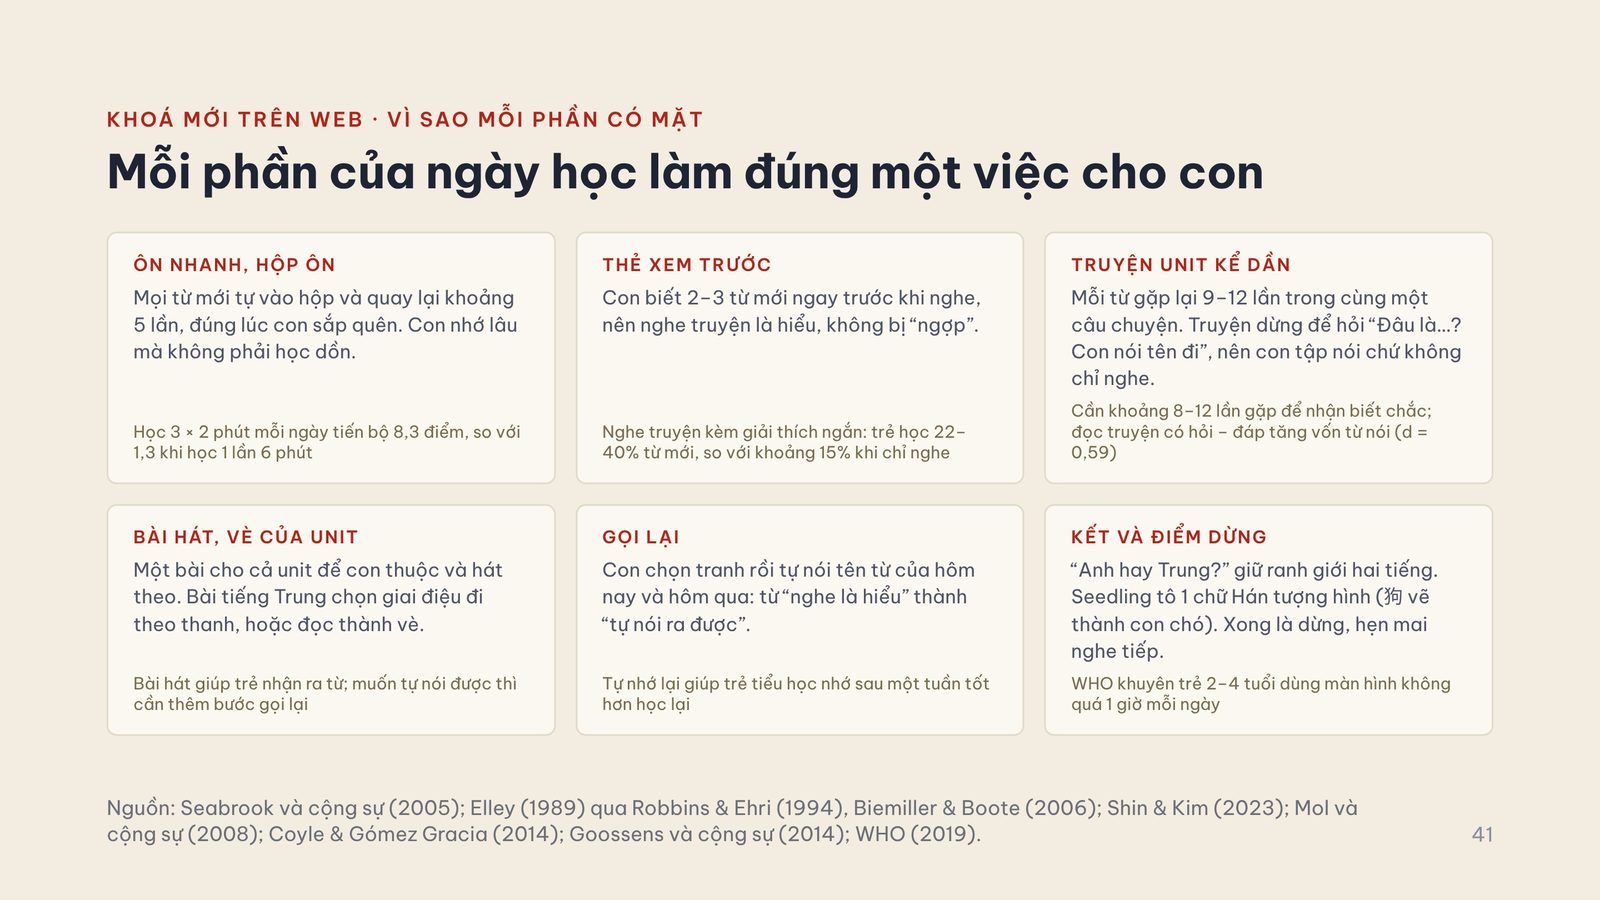 KHOÁ MỚI TRÊN WEB · VÌ SAO MỖI PHẦN CÓ MẶT
Mỗi phần của ngày học làm đúng một việc cho con
ÔN NHANH, HỘP ÔN
Mọi từ mới tự vào hộp và quay lại khoảng
5 lần, đúng lúc con sắp quên. Con nhớ lâu
mà không phải học dồn.
Học 3 × 2 phút mỗi ngày tiến bộ 8,3 điểm, so với
1,3 khi học 1 lần 6 phút
THẺ XEM TRƯỚC
Con biết 2–3 từ mới ngay trước khi nghe,
nên nghe truyện là hiểu, không bị “ngợp”.
Nghe truyện kèm giải thích ngắn: trẻ học 22–
40% từ mới, so với khoảng 15% khi chỉ nghe
TRUYỆN UNIT KỂ DẦN
Mỗi từ gặp lại 9–12 lần trong cùng một
câu chuyện. Truyện dừng để hỏi “Đâu là…?
Con nói tên đi”, nên con tập nói chứ không
chỉ nghe.
Cần khoảng 8–12 lần gặp để nhận biết chắc;
đọc truyện có hỏi – đáp tăng vốn từ nói (d =
0,59)
BÀI HÁT, VÈ CỦA UNIT
Một bài cho cả unit để con thuộc và hát
theo. Bài tiếng Trung chọn giai điệu đi
theo thanh, hoặc đọc thành vè.
Bài hát giúp trẻ nhận ra từ; muốn tự nói được thì
cần thêm bước gọi lại
GỌI LẠI
Con chọn tranh rồi tự nói tên từ của hôm
nay và hôm qua: từ “nghe là hiểu” thành
“tự nói ra được”.
Tự nhớ lại giúp trẻ tiểu học nhớ sau một tuần tốt
hơn học lại
KẾT VÀ ĐIỂM DỪNG
“Anh hay Trung?” giữ ranh giới hai tiếng.
Seedling tô 1 chữ Hán tượng hình (狗 vẽ
thành con chó). Xong là dừng, hẹn mai
nghe tiếp.
WHO khuyên trẻ 2–4 tuổi dùng màn hình không
quá 1 giờ mỗi ngày
Nguồn: Seabrook và cộng sự (2005); Elley (1989) qua Robbins & Ehri (1994), Biemiller & Boote (2006); Shin & Kim (2023); Mol và
cộng sự (2008); Coyle & Gómez Gracia (2014); Goossens và cộng sự (2014); WHO (2019).
41